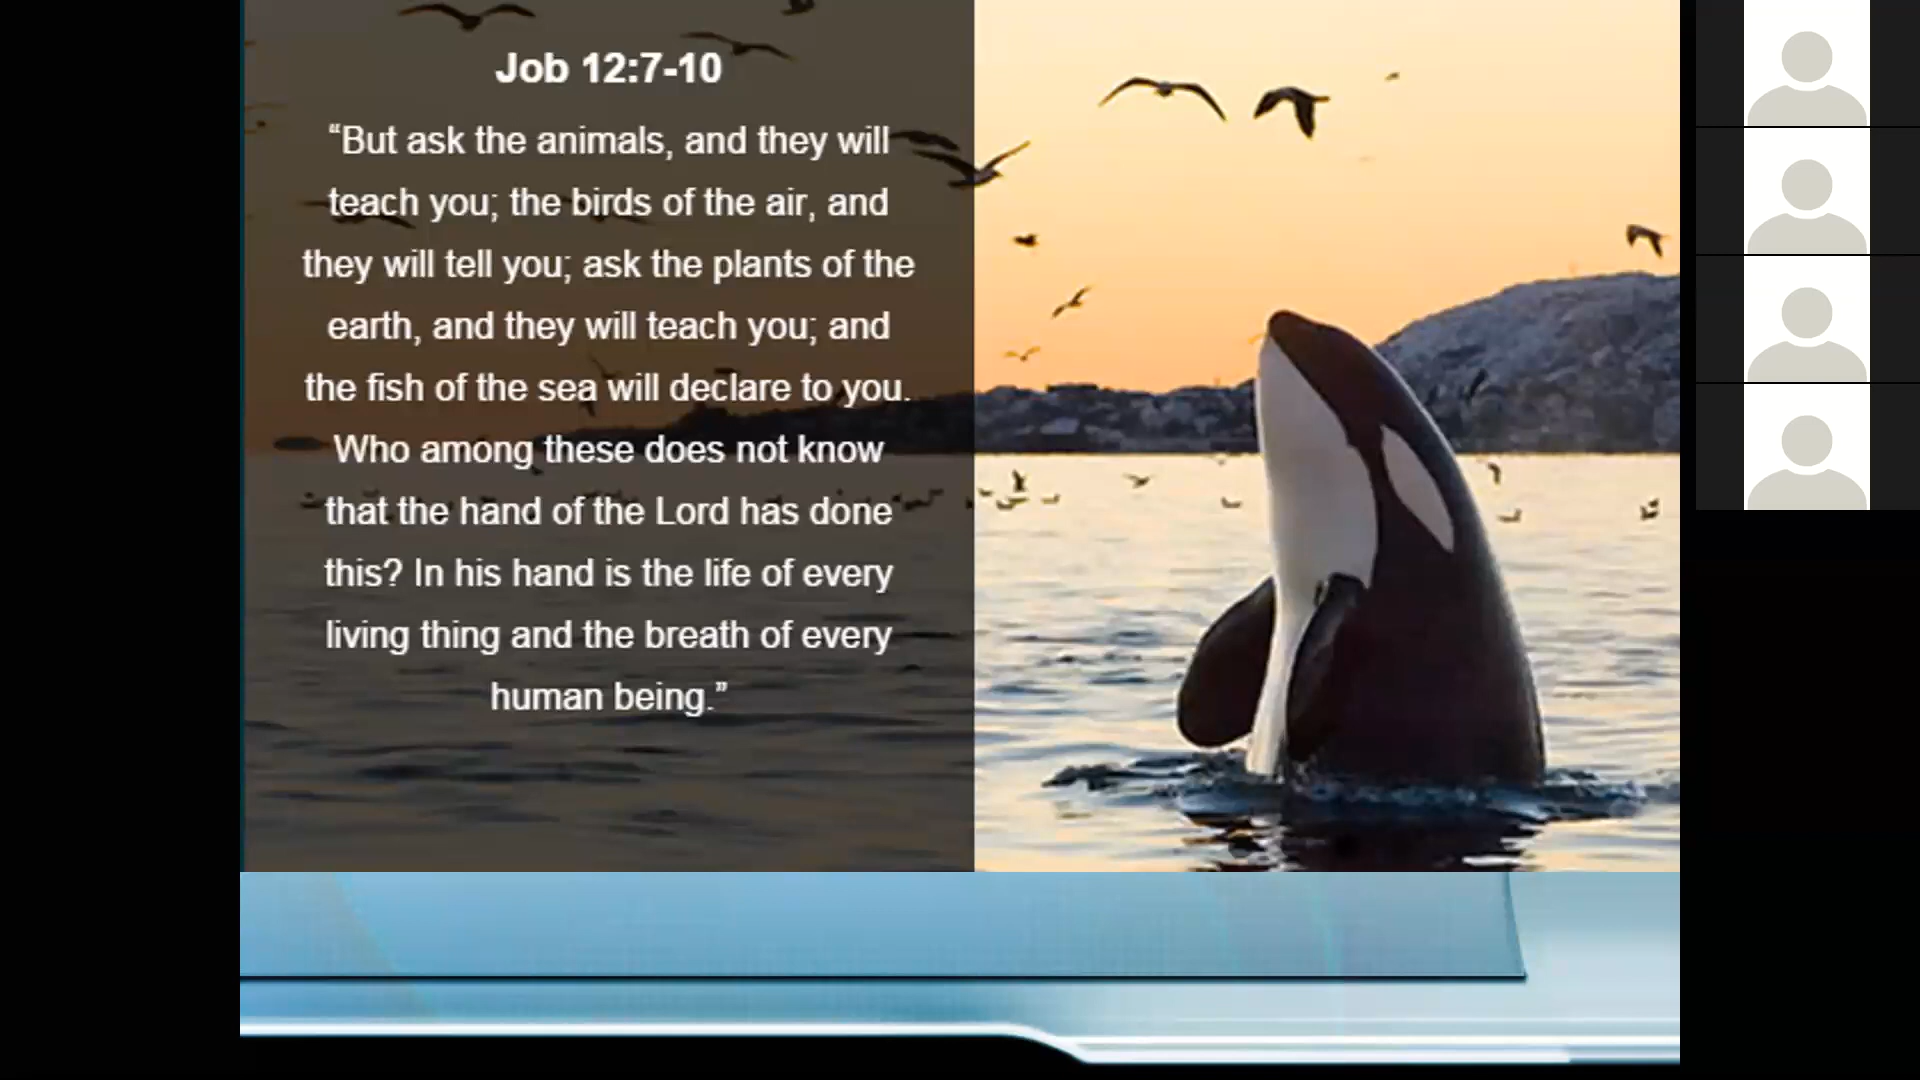 Job 12:7-10
“But ask the animals, and they will
teach you; the birds of the air, and
they will tell you; ask the plants of the
earth, and they will teach you; and
the fish of the sea will declare to you.
Who among these does not know
that the hand of the Lord has done
this? In his hand is the life of every
living thing and the breath of every
human being.”